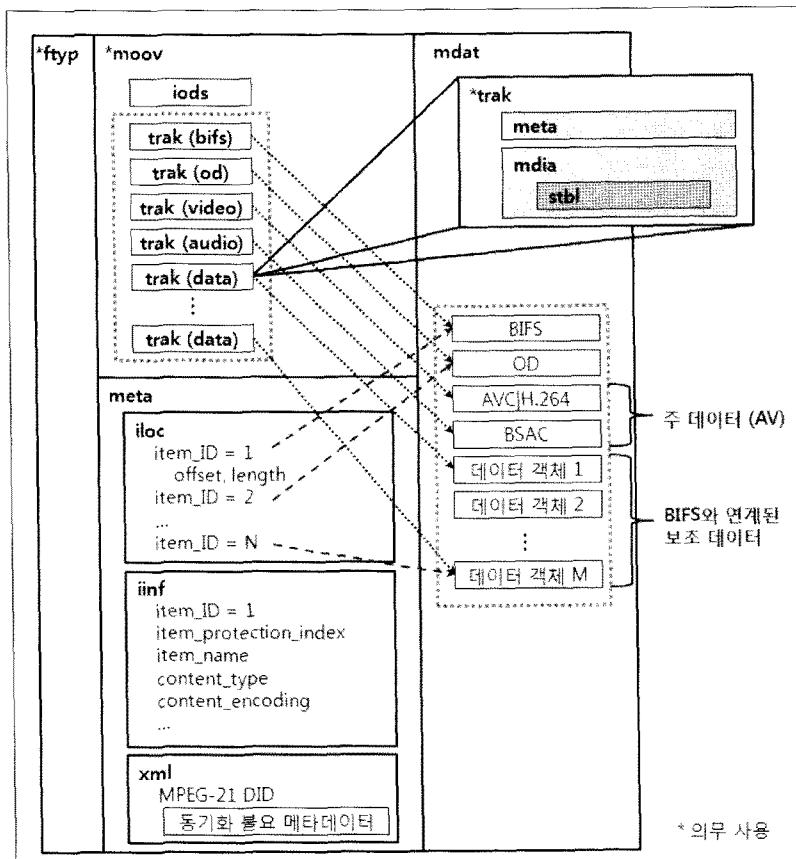 *ftyp
*moov
iods
trak (bifs)
trak (od)
trak (video)
trak (audio)
trak (data)
⋮
trak (data)
mdat
*trak
meta
mdia
stbl
BIFS
OD
AVC|H.264
BSAC
데이터 객체 1
데이터 객체 2
⋮
데이터 객체 M
주 데이터 (AV)
BIFS와 연계된
보조 데이터
meta
iloc
item_ID = 1
offset, length
item_ID = 2
...
item_ID = N
iinf
item_ID = 1
item_protection_index
item_name
content_type
content_encoding
...
xml
MPEG-21 DID
동기화 불요 메타데이터
* 의무 사용